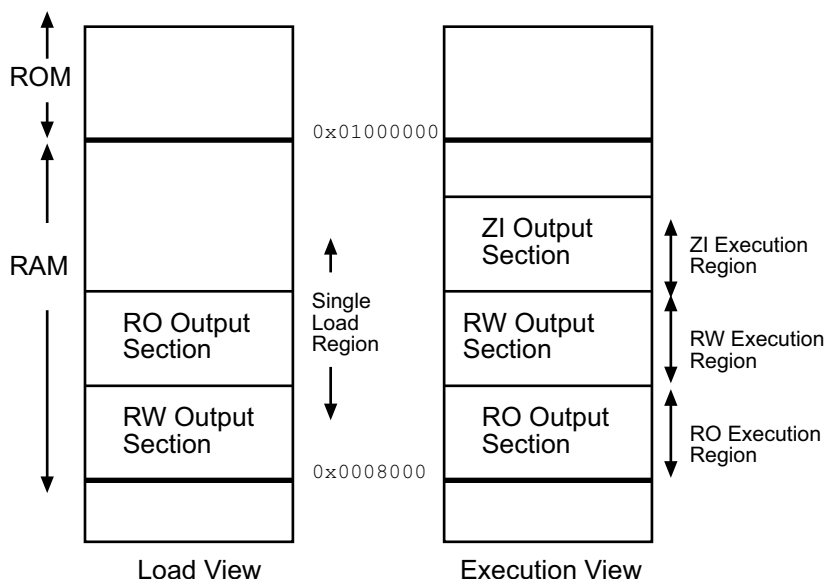 ROM
0x01000000
RAM
ZI Output
Section
ZI Execution
Region
Single
Load
Region
RO Output
Section
RW Output
Section
RW Execution
Region
RW Output
Section
RO Output
Section
RO Execution
Region
0x0008000
Load View
Execution View